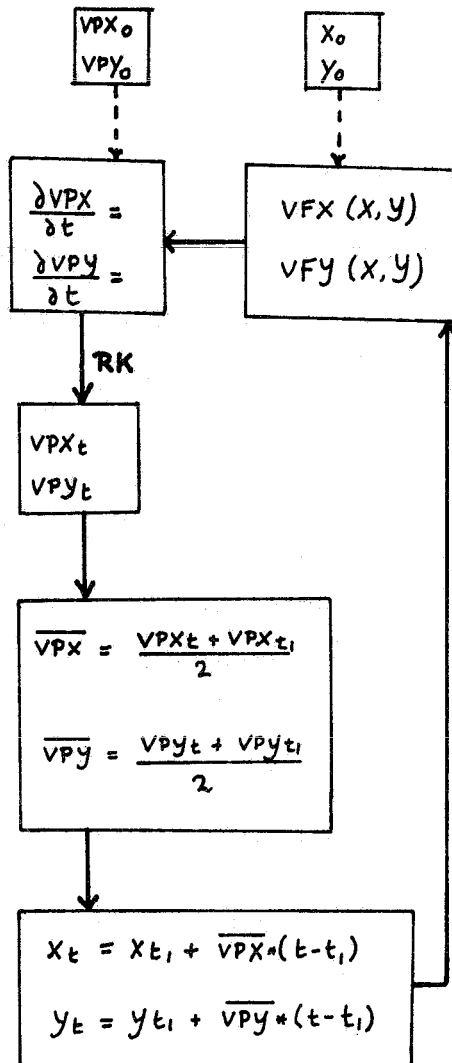 VPX₀
VPY₀
X₀
Y₀
∂VPX/∂t =
∂VPY/∂t =
VFX (X,Y)
VFY (X,Y)
RK
VPXt
VPYt
V̅P̅X̅ = (VPXt + VPXt₁)/2
V̅P̅Y̅ = (VPYt + VPYt₁)/2
Xt = Xt₁ + V̅P̅X̅*(t-t₁)
Yt = Yt₁ + V̅P̅Y̅*(t-t₁)